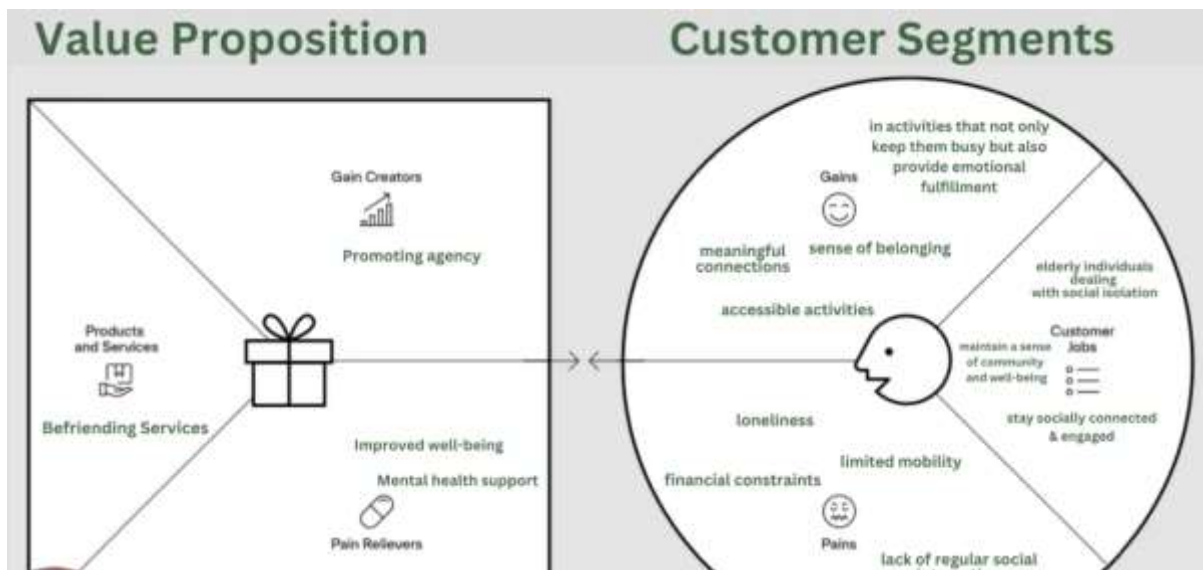 Value Proposition
Customer Segments
Gain Creators
Promoting agency
Products
and Services
Befriending Services
Improved well-being
Mental health support
Pain Relievers
in activities that not only
keep them busy but also
provide emotional
fulfillment
Gains
meaningful
connections
sense of belonging
accessible activities
elderly individuals
dealing
with social isolation
Customer
Jobs
maintain a sense
of community
and well-being
stay socially connected
& engaged
loneliness
limited mobility
financial constraints
Pains
lack of regular social